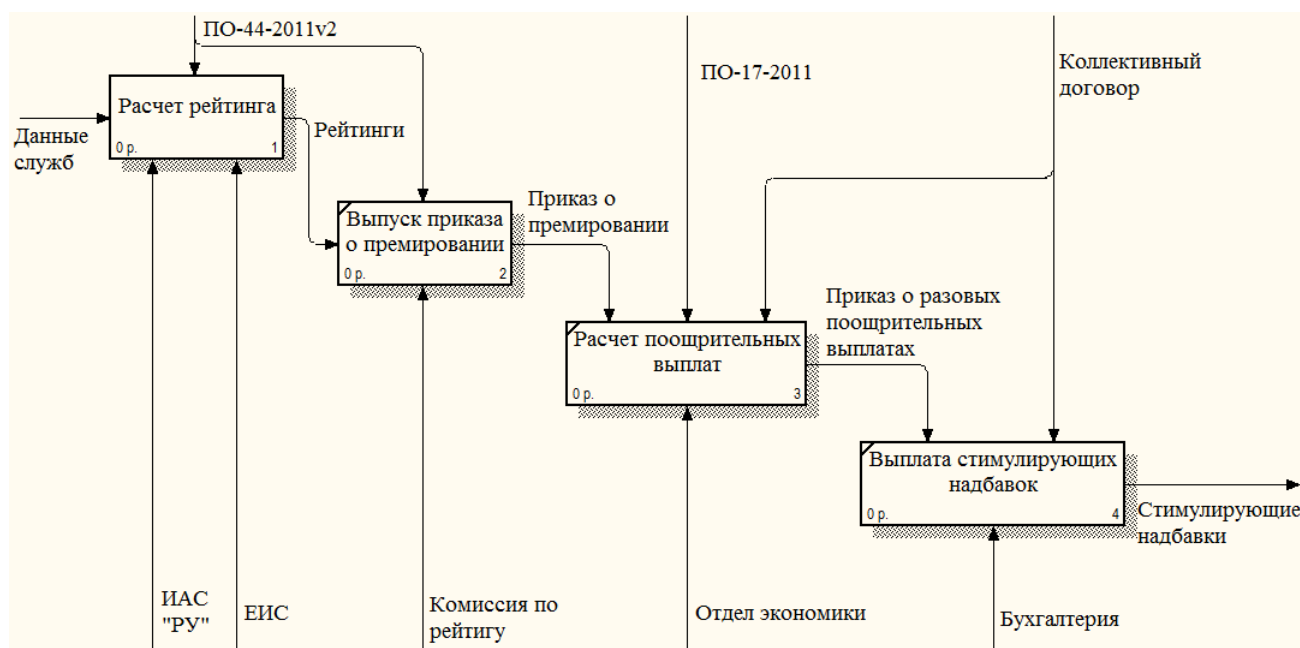 ПО-44-2011v2
ПО-17-2011
Коллективный
договор
Данные
служб
Расчет рейтинга
0 р. 1
Рейтинги
Выпуск приказа
о премировании
0 р. 2
Приказ о
премировании
Расчет поощрительных
выплат
0 р. 3
Приказ о разовых
поощрительных
выплатах
Выплата стимулирующих
надбавок
0 р. 4
Стимулирующие
надбавки
ИАС
"РУ"
ЕИС
Комиссия по
рейтигу
Отдел экономики
Бухгалтерия